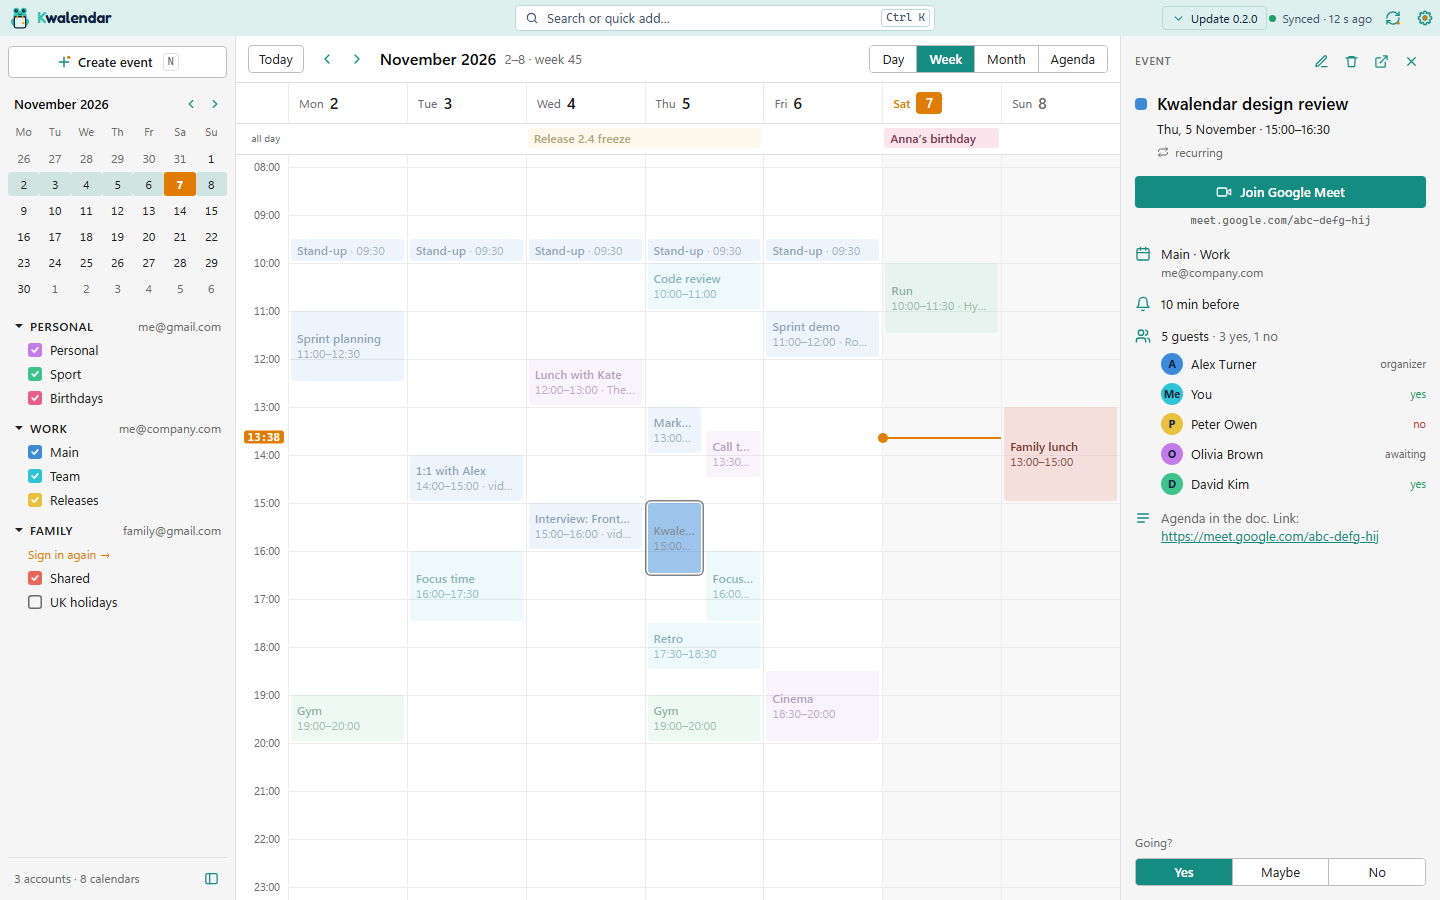 Kwalendar
Search or quick add...
Ctrl K
Update 0.2.0
Synced · 12 s ago
Create event N
November 2026
Mo Tu We Th Fr Sa Su
26 27 28 29 30 31 1
2 3 4 5 6 7 8
9 10 11 12 13 14 15
16 17 18 19 20 21 22
23 24 25 26 27 28 29
30 1 2 3 4 5 6
PERSONAL me@gmail.com
Personal
Sport
Birthdays
WORK me@company.com
Main
Team
Releases
FAMILY family@gmail.com
Sign in again →
Shared
UK holidays
3 accounts · 8 calendars
Today
November 2026 2–8 · week 45
Day Week Month Agenda
Mon 2 Tue 3 Wed 4 Thu 5 Fri 6 Sat 7 Sun 8
all day
Release 2.4 freeze
Anna's birthday
08:00
09:00
Stand-up · 09:30
Stand-up · 09:30
Stand-up · 09:30
Stand-up · 09:30
Stand-up · 09:30
10:00
Code review
10:00–11:00
Run
10:00–11:30 · Hy...
11:00
Sprint planning
11:00–12:30
Sprint demo
11:00–12:00 · Ro...
12:00
Lunch with Kate
12:00–13:00 · The...
13:00
Mark...
13:00...
Call t...
13:30...
Family lunch
13:00–15:00
13:38
14:00
1:1 with Alex
14:00–15:00 · vid...
15:00
Interview: Front...
15:00–16:00 · vid...
Kwale...
15:00...
16:00
Focus time
16:00–17:30
Focus...
16:00...
17:00
Retro
17:30–18:30
18:00
Cinema
18:30–20:00
19:00
Gym
19:00–20:00
Gym
19:00–20:00
20:00
21:00
22:00
23:00
EVENT
Kwalendar design review
Thu, 5 November · 15:00–16:30
recurring
Join Google Meet
meet.google.com/abc-defg-hij
Main · Work
me@company.com
10 min before
5 guests · 3 yes, 1 no
A Alex Turner organizer
Me You yes
P Peter Owen no
O Olivia Brown awaiting
D David Kim yes
Agenda in the doc. Link:
https://meet.google.com/abc-defg-hij
Going?
Yes Maybe No